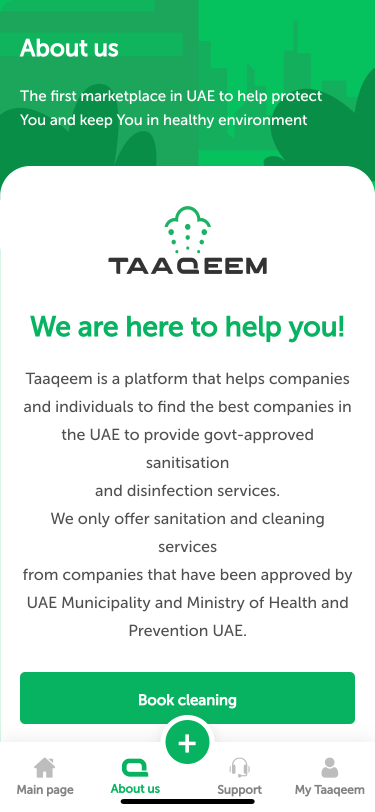 About us
The first marketplace in UAE to help protect
You and keep You in healthy environment
TAAQEEM
We are here to help you!
Taaqeem is a platform that helps companies
and individuals to find the best companies in
the UAE to provide govt-approved
sanitisation
and disinfection services.
We only offer sanitation and cleaning
services
from companies that have been approved by
UAE Municipality and Ministry of Health and
Prevention UAE.
Book cleaning
+
Main page
About us
Support
My Taaqeem